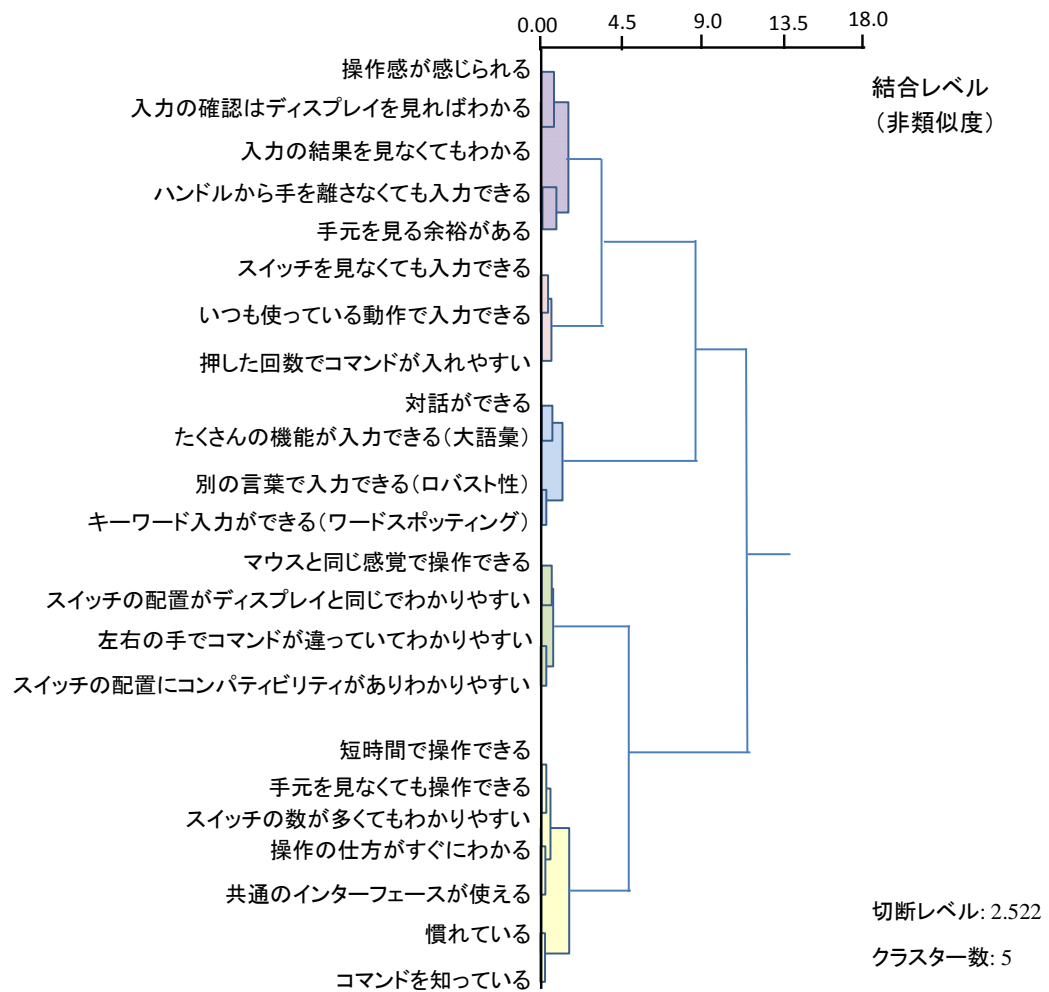 0.00 4.5 9.0 13.5 18.0
操作感が感じられる
結合レベル
（非類似度）
入力の確認はディスプレイを見ればわかる
入力の結果を見なくてもわかる
ハンドルから手を離さなくても入力できる
手元を見る余裕がある
スイッチを見なくても入力できる
いつも使っている動作で入力できる
押した回数でコマンドが入れやすい
対話ができる
たくさんの機能が入力できる（大語彙）
別の言葉で入力できる（ロバスト性）
キーワード入力ができる（ワードスポッティング）
マウスと同じ感覚で操作できる
スイッチの配置がディスプレイと同じでわかりやすい
左右の手でコマンドが違っていてわかりやすい
スイッチの配置にコンパティビリティがありわかりやすい
短時間で操作できる
手元を見なくても操作できる
スイッチの数が多くてもわかりやすい
操作の仕方がすぐにわかる
共通のインターフェースが使える
慣れている
コマンドを知っている
切断レベル: 2.522
クラスター数: 5